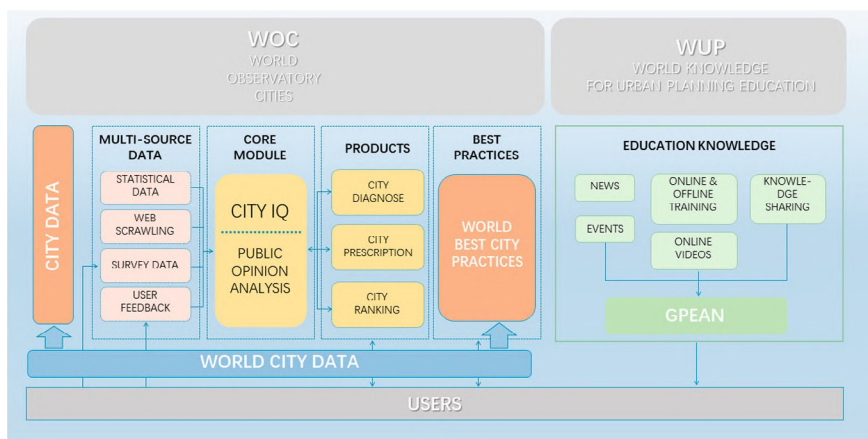 WOC
WORLD
OBSERVATORY
CITIES
WUP
WORLD KNOWLEDGE
FOR URBAN PLANNING EDUCATION
CITY DATA
MULTI-SOURCE
DATA
STATISTICAL
DATA
WEB
SCRAWLING
SURVEY DATA
USER
FEEDBACK
CORE
MODULE
CITY IQ
PUBLIC
OPINION
ANALYSIS
PRODUCTS
CITY
DIAGNOSE
CITY
PRESCRIPTION
CITY
RANKING
BEST
PRACTICES
WORLD
BEST CITY
PRACTICES
EDUCATION KNOWLEDGE
NEWS
EVENTS
ONLINE &
OFFLINE
TRAINING
ONLINE
VIDEOS
KNOWLE-
DGE
SHARING
GPEAN
WORLD CITY DATA
USERS